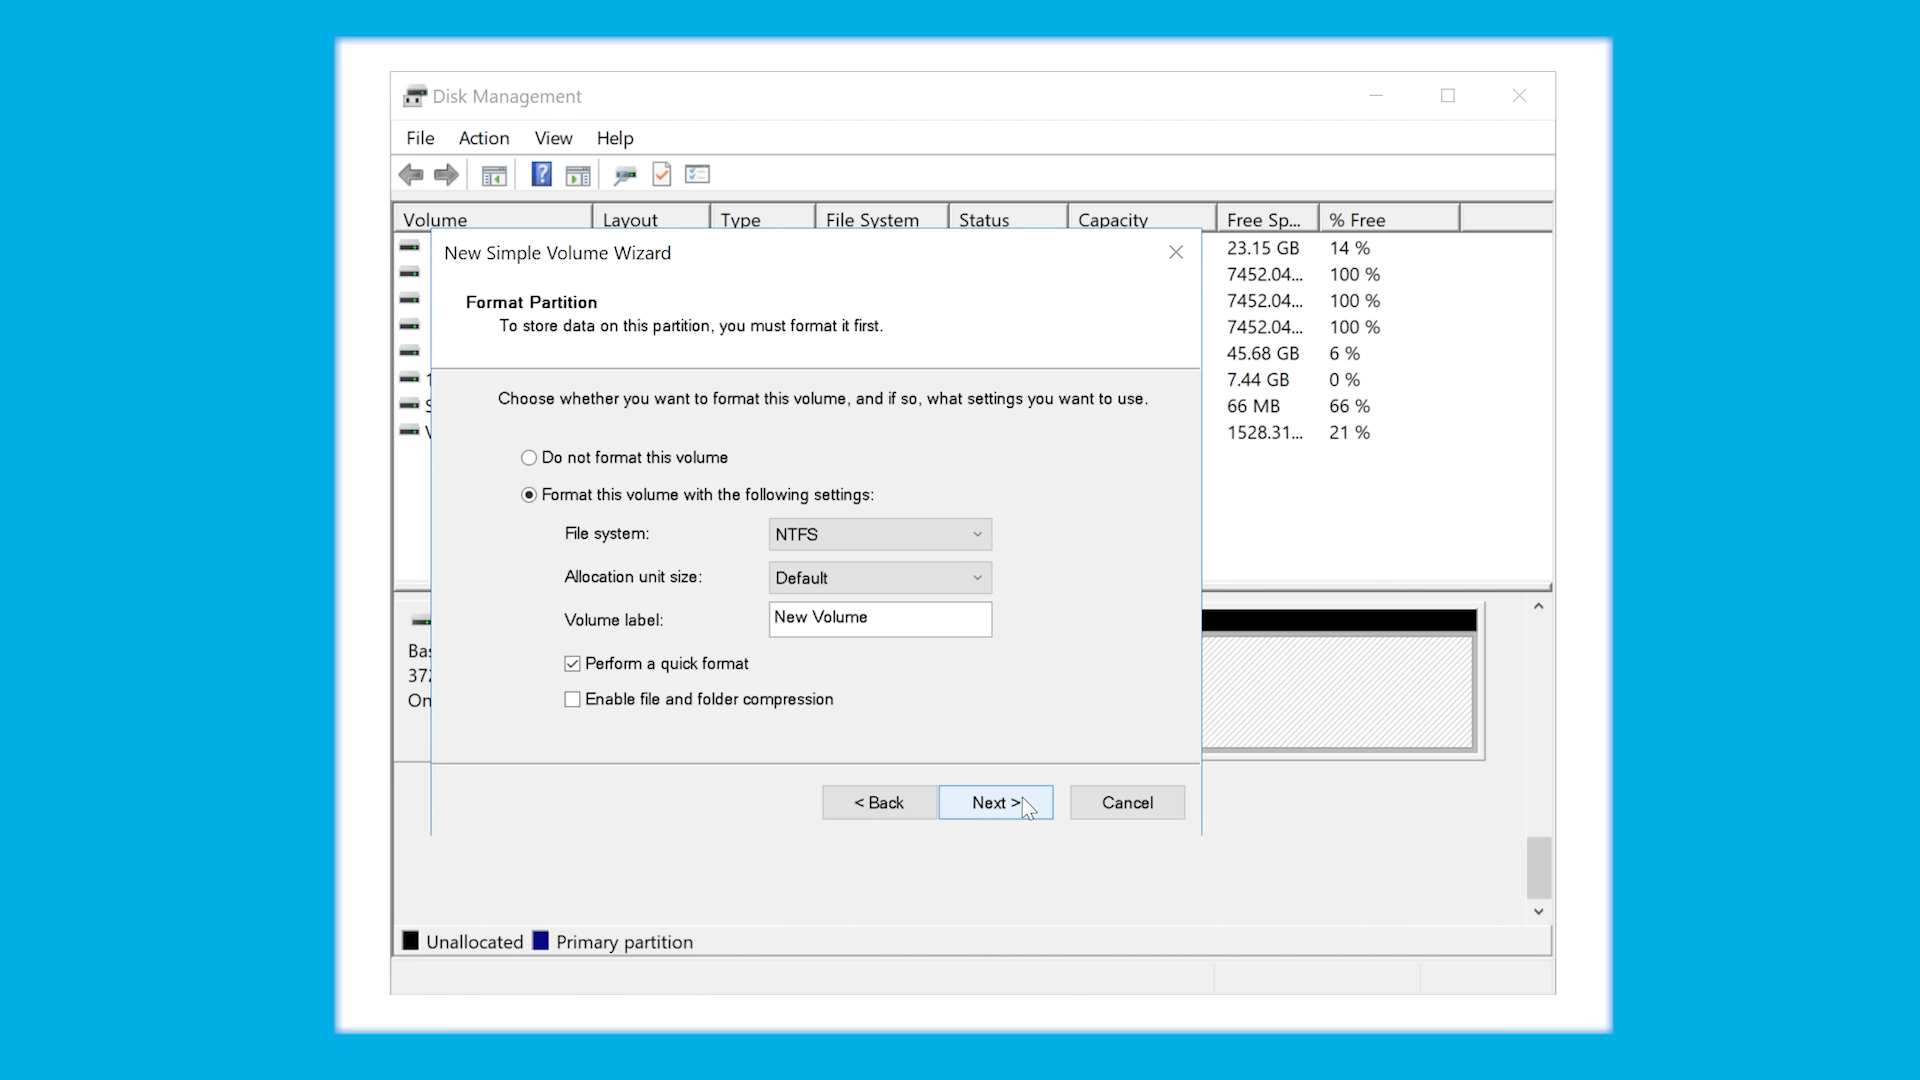 Disk Management
File Action View Help
Volume Layout Type File System Status Capacity Free Sp... % Free
New Simple Volume Wizard
23.15 GB 14 %
7452.04... 100 %
7452.04... 100 %
7452.04... 100 %
45.68 GB 6 %
7.44 GB 0 %
66 MB 66 %
1528.31... 21 %
Format Partition
To store data on this partition, you must format it first.
Choose whether you want to format this volume, and if so, what settings you want to use.
Do not format this volume
Format this volume with the following settings:
File system: NTFS
Allocation unit size: Default
Volume label: New Volume
Perform a quick format
Enable file and folder compression
< Back Next > Cancel
Bas
372
On
Unallocated Primary partition